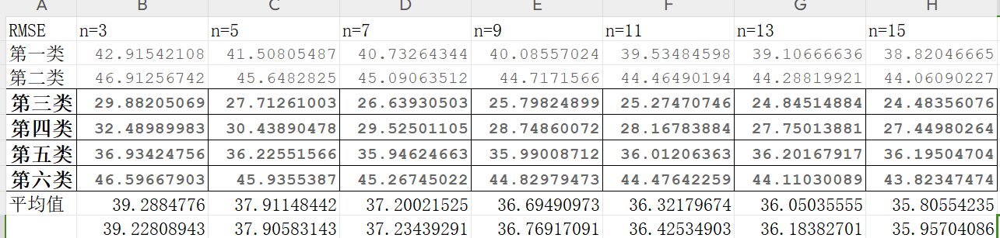 A B C D E F G H
RMSE n=3 n=5 n=7 n=9 n=11 n=13 n=15
第一类 42.91542108 41.50805487 40.73264344 40.08557024 39.53484598 39.10666636 38.82046665
第二类 46.91256742 45.6482825 45.09063512 44.7171566 44.46490194 44.28819921 44.06090227
第三类 29.88205069 27.71261003 26.63930503 25.79824899 25.27470746 24.84514884 24.48356076
第四类 32.48989983 30.43890478 29.52501105 28.74860072 28.16783884 27.75013881 27.44980264
第五类 36.93424756 36.22551566 35.94624663 35.99008712 36.01206363 36.20167917 36.19504704
第六类 46.59667903 45.9355387 45.26745022 44.82979473 44.47642259 44.11030089 43.82347474
平均值 39.2884776 37.91148442 37.20021525 36.69490973 36.32179674 36.05035555 35.80554235
39.22808943 37.90583143 37.23439291 36.76917091 36.42534903 36.18382701 35.95704086